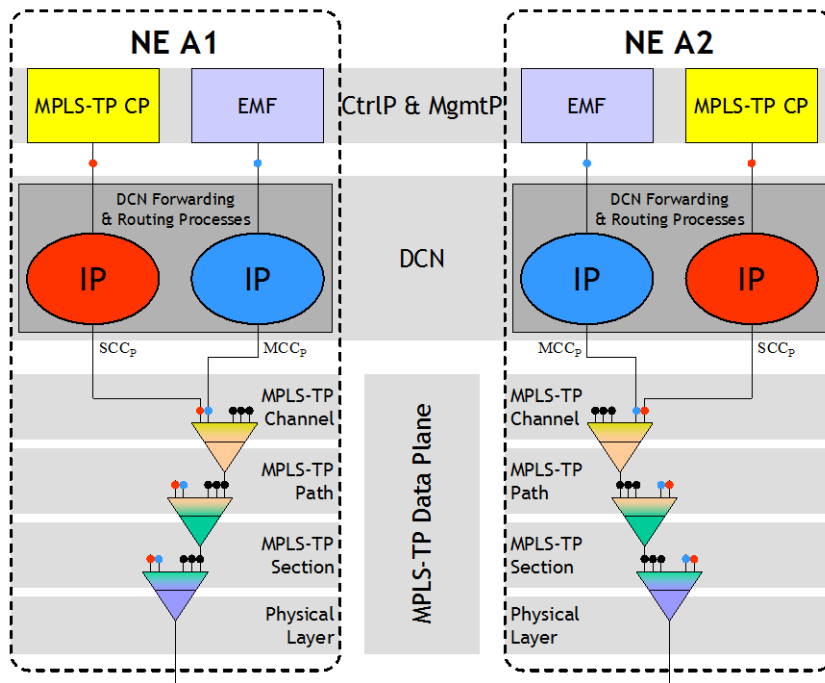 NE A1
NE A2
MPLS-TP CP
EMF
CtrlP & MgmtP
EMF
MPLS-TP CP
DCN Forwarding
& Routing Processes
IP
IP
DCN
DCN Forwarding
& Routing Processes
IP
IP
SCCP
MCCP
MCCP
SCCP
MPLS-TP
Channel
MPLS-TP
Path
MPLS-TP
Section
Physical
Layer
MPLS-TP Data Plane
MPLS-TP
Channel
MPLS-TP
Path
MPLS-TP
Section
Physical
Layer